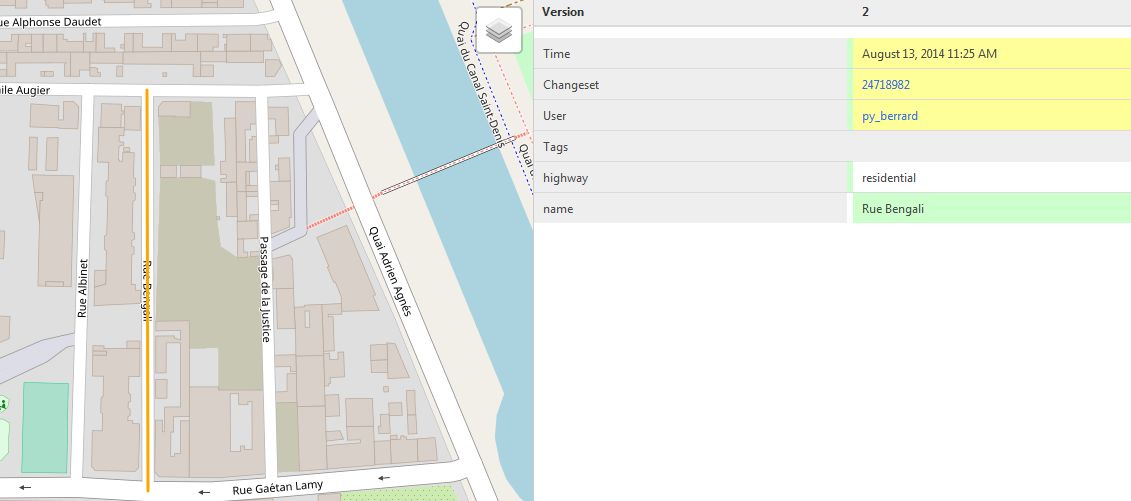 ue Alphonse Daudet
ile Augier
Rue Albinet
Rue Bengali
Passage de la Justice
Quai Adrien Agnès
Quai du Canal Saint-Denis
Quai d
Rue Gaétan Lamy
Version 2
Time August 13, 2014 11:25 AM
Changeset 24718982
User py_berrard
Tags
highway residential
name Rue Bengali